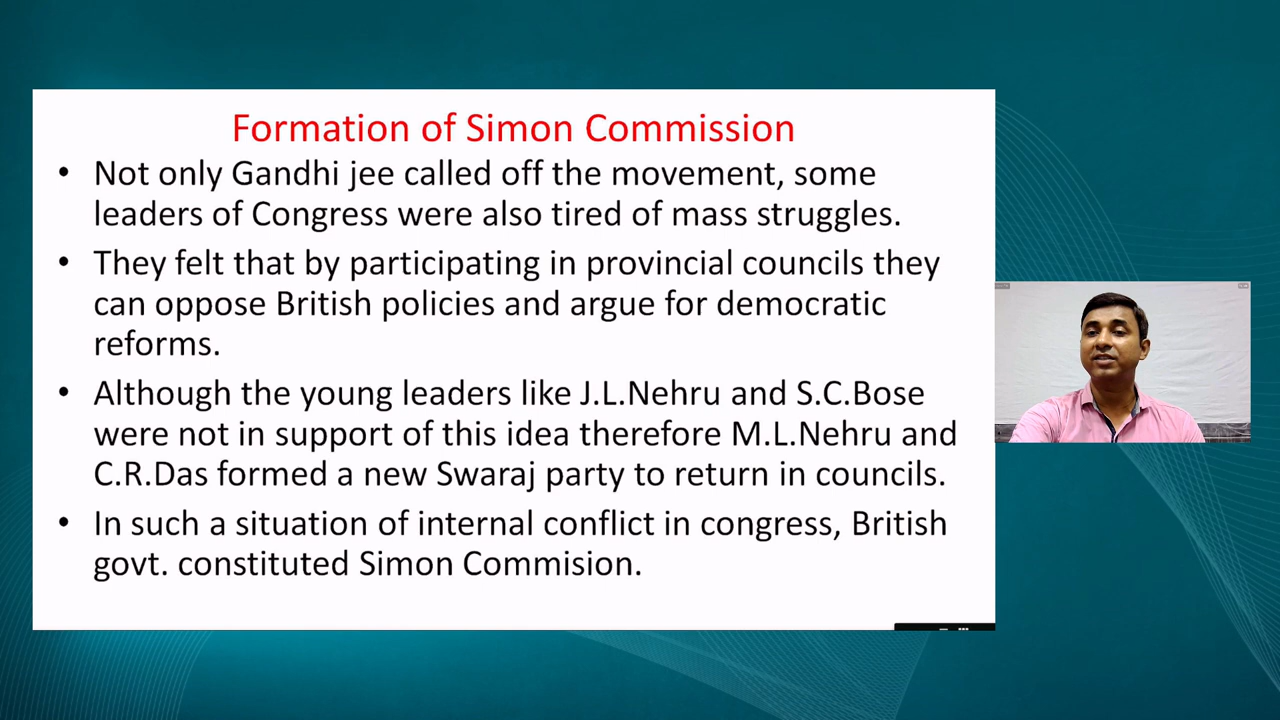 Formation of Simon Commission
• Not only Gandhi jee called off the movement, some
leaders of Congress were also tired of mass struggles.
• They felt that by participating in provincial councils they
can oppose British policies and argue for democratic
reforms.
• Although the young leaders like J.L.Nehru and S.C.Bose
were not in support of this idea therefore M.L.Nehru and
C.R.Das formed a new Swaraj party to return in councils.
• In such a situation of internal conflict in congress, British
govt. constituted Simon Commision.